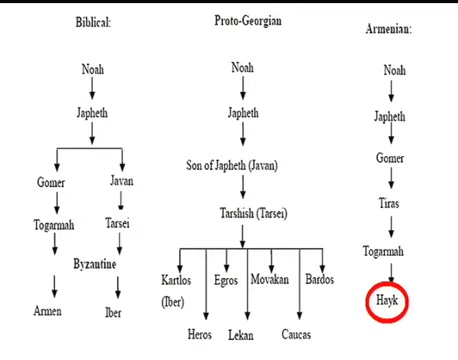 Biblical:
Noah
Japheth
Gomer Javan
Togarmah Tarsei
Byzantine
Armen Iber
Proto-Georgian
Noah
Japheth
Son of Japheth (Javan)
Tarshish (Tarsei)
Kartlos Egros Movakan Bardos
(Iber)
Heros Lekan Caucas
Armenian:
Noah
Japheth
Gomer
Tiras
Togarmah
Hayk